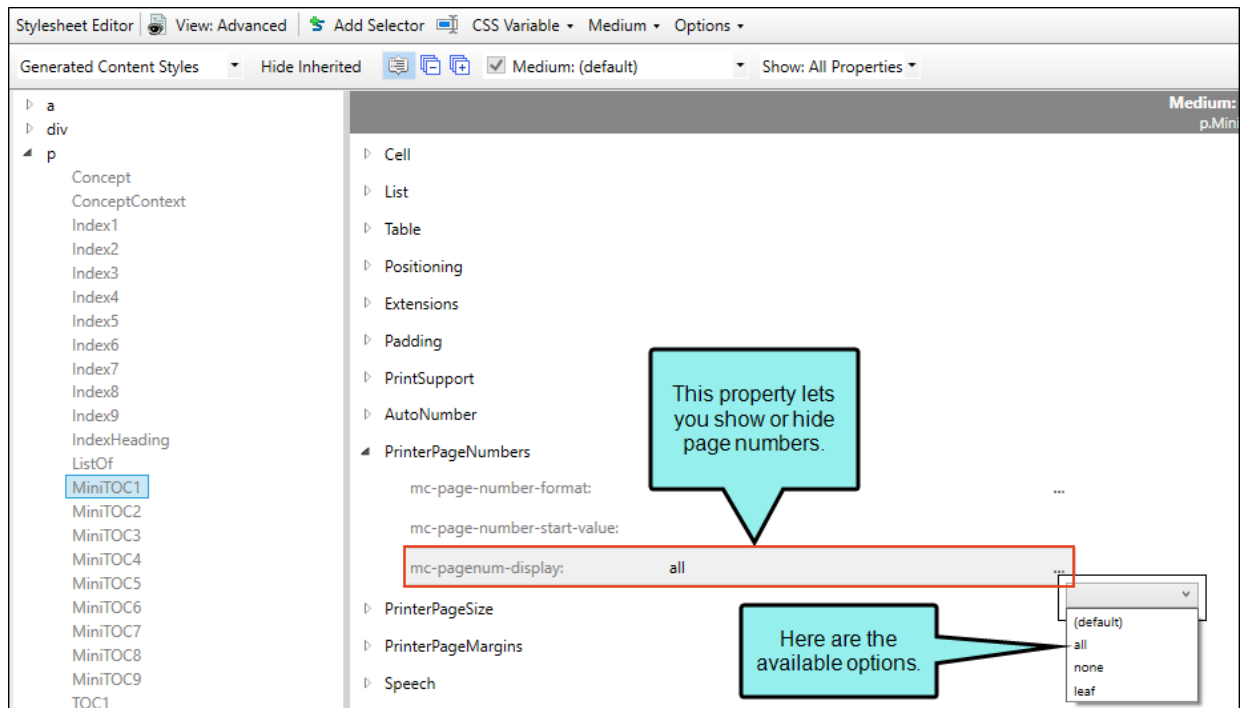 Stylesheet Editor View: Advanced Add Selector CSS Variable Medium Options
Generated Content Styles Hide Inherited Medium: (default) Show: All Properties
a
div
p
Concept
ConceptContext
Index1
Index2
Index3
Index4
Index5
Index6
Index7
Index8
Index9
IndexHeading
ListOf
MiniTOC1
MiniTOC2
MiniTOC3
MiniTOC4
MiniTOC5
MiniTOC6
MiniTOC7
MiniTOC8
MiniTOC9
TOC1
Medium:
p.Mini
Cell
List
Table
Positioning
Extensions
Padding
PrintSupport
AutoNumber
PrinterPageNumbers
mc-page-number-format: ...
mc-page-number-start-value:
mc-pagenum-display: all ...
PrinterPageSize
PrinterPageMargins
Speech
This property lets
you show or hide
page numbers.
Here are the
available options.
(default)
all
none
leaf